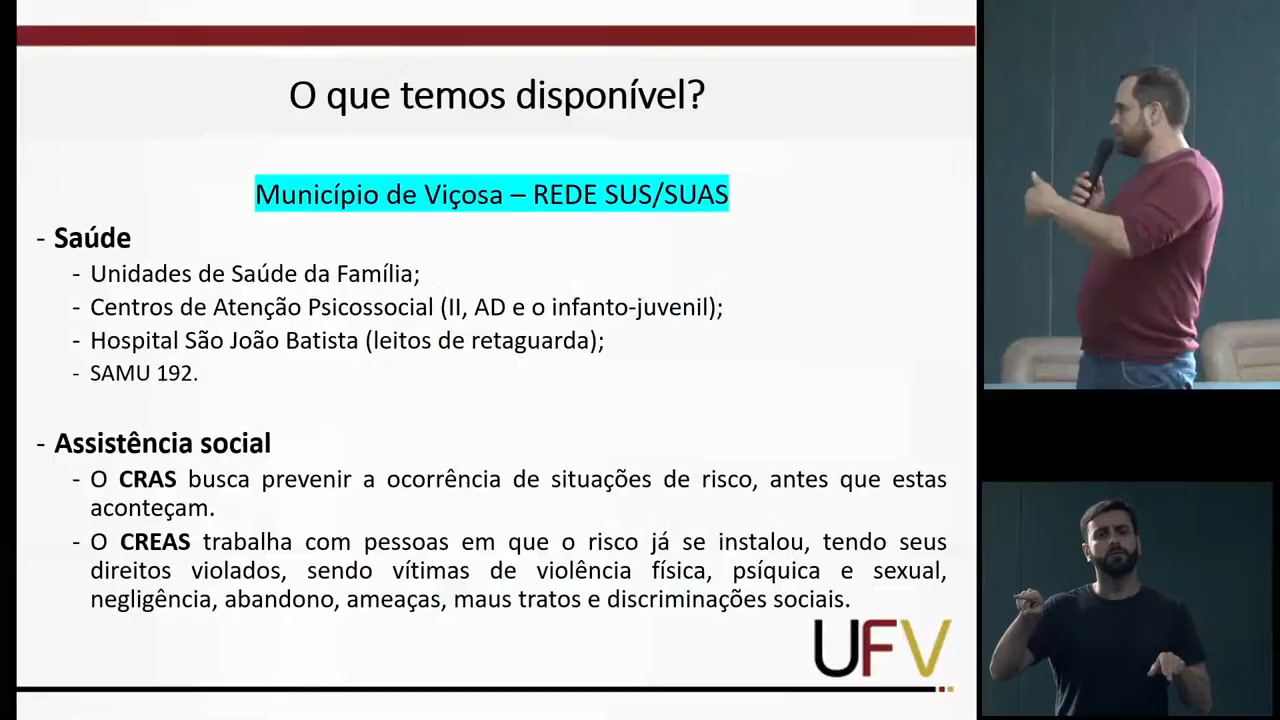 O que temos disponível?
Município de Viçosa – REDE SUS/SUAS
- Saúde
- Unidades de Saúde da Família;
- Centros de Atenção Psicossocial (II, AD e o infanto-juvenil);
- Hospital São João Batista (leitos de retaguarda);
- SAMU 192.
- Assistência social
- O CRAS busca prevenir a ocorrência de situações de risco, antes que estas
aconteçam.
- O CREAS trabalha com pessoas em que o risco já se instalou, tendo seus
direitos violados, sendo vítimas de violência física, psíquica e sexual,
negligência, abandono, ameaças, maus tratos e discriminações sociais.
UFV